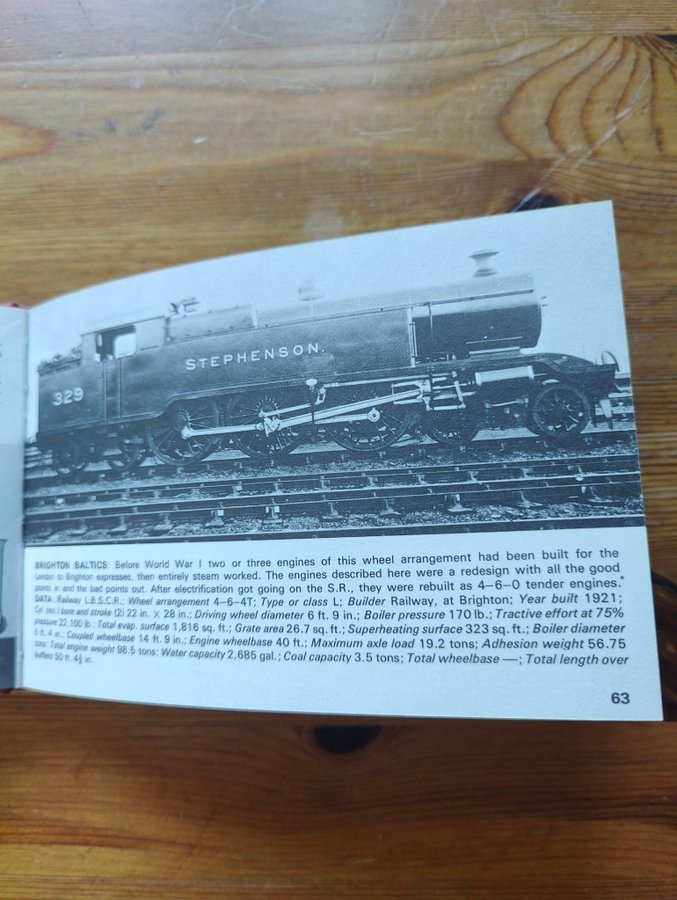 STEPHENSON.
329
BRIGHTON BALTICS: Before World War I two or three engines of this wheel arrangement had been built for the
London to Brighton expresses, then entirely steam worked. The engines described here were a redesign with all the good
points in and the bad points out. After electrification got going on the S.R., they were rebuilt as 4–6–0 tender engines.*
DATA: Railway L.B.S.C.R.; Wheel arrangement 4–6–4T; Type or class L; Builder Railway, at Brighton; Year built 1921;
Cyl. (no.) bore and stroke (2) 22 in. × 28 in.; Driving wheel diameter 6 ft. 9 in.; Boiler pressure 170 lb.; Tractive effort at 75%
pressure 22,100 lb.; Total evap. surface 1,816 sq. ft.; Grate area 26.7 sq. ft.; Superheating surface 323 sq. ft.; Boiler diameter
5 ft. 4 in.; Coupled wheelbase 14 ft. 9 in.; Engine wheelbase 40 ft.; Maximum axle load 19.2 tons; Adhesion weight 56.75
tons; Total engine weight 98.5 tons; Water capacity 2,685 gal.; Coal capacity 3.5 tons; Total wheelbase —; Total length over
buffers 50 ft. 4¾ in.
63